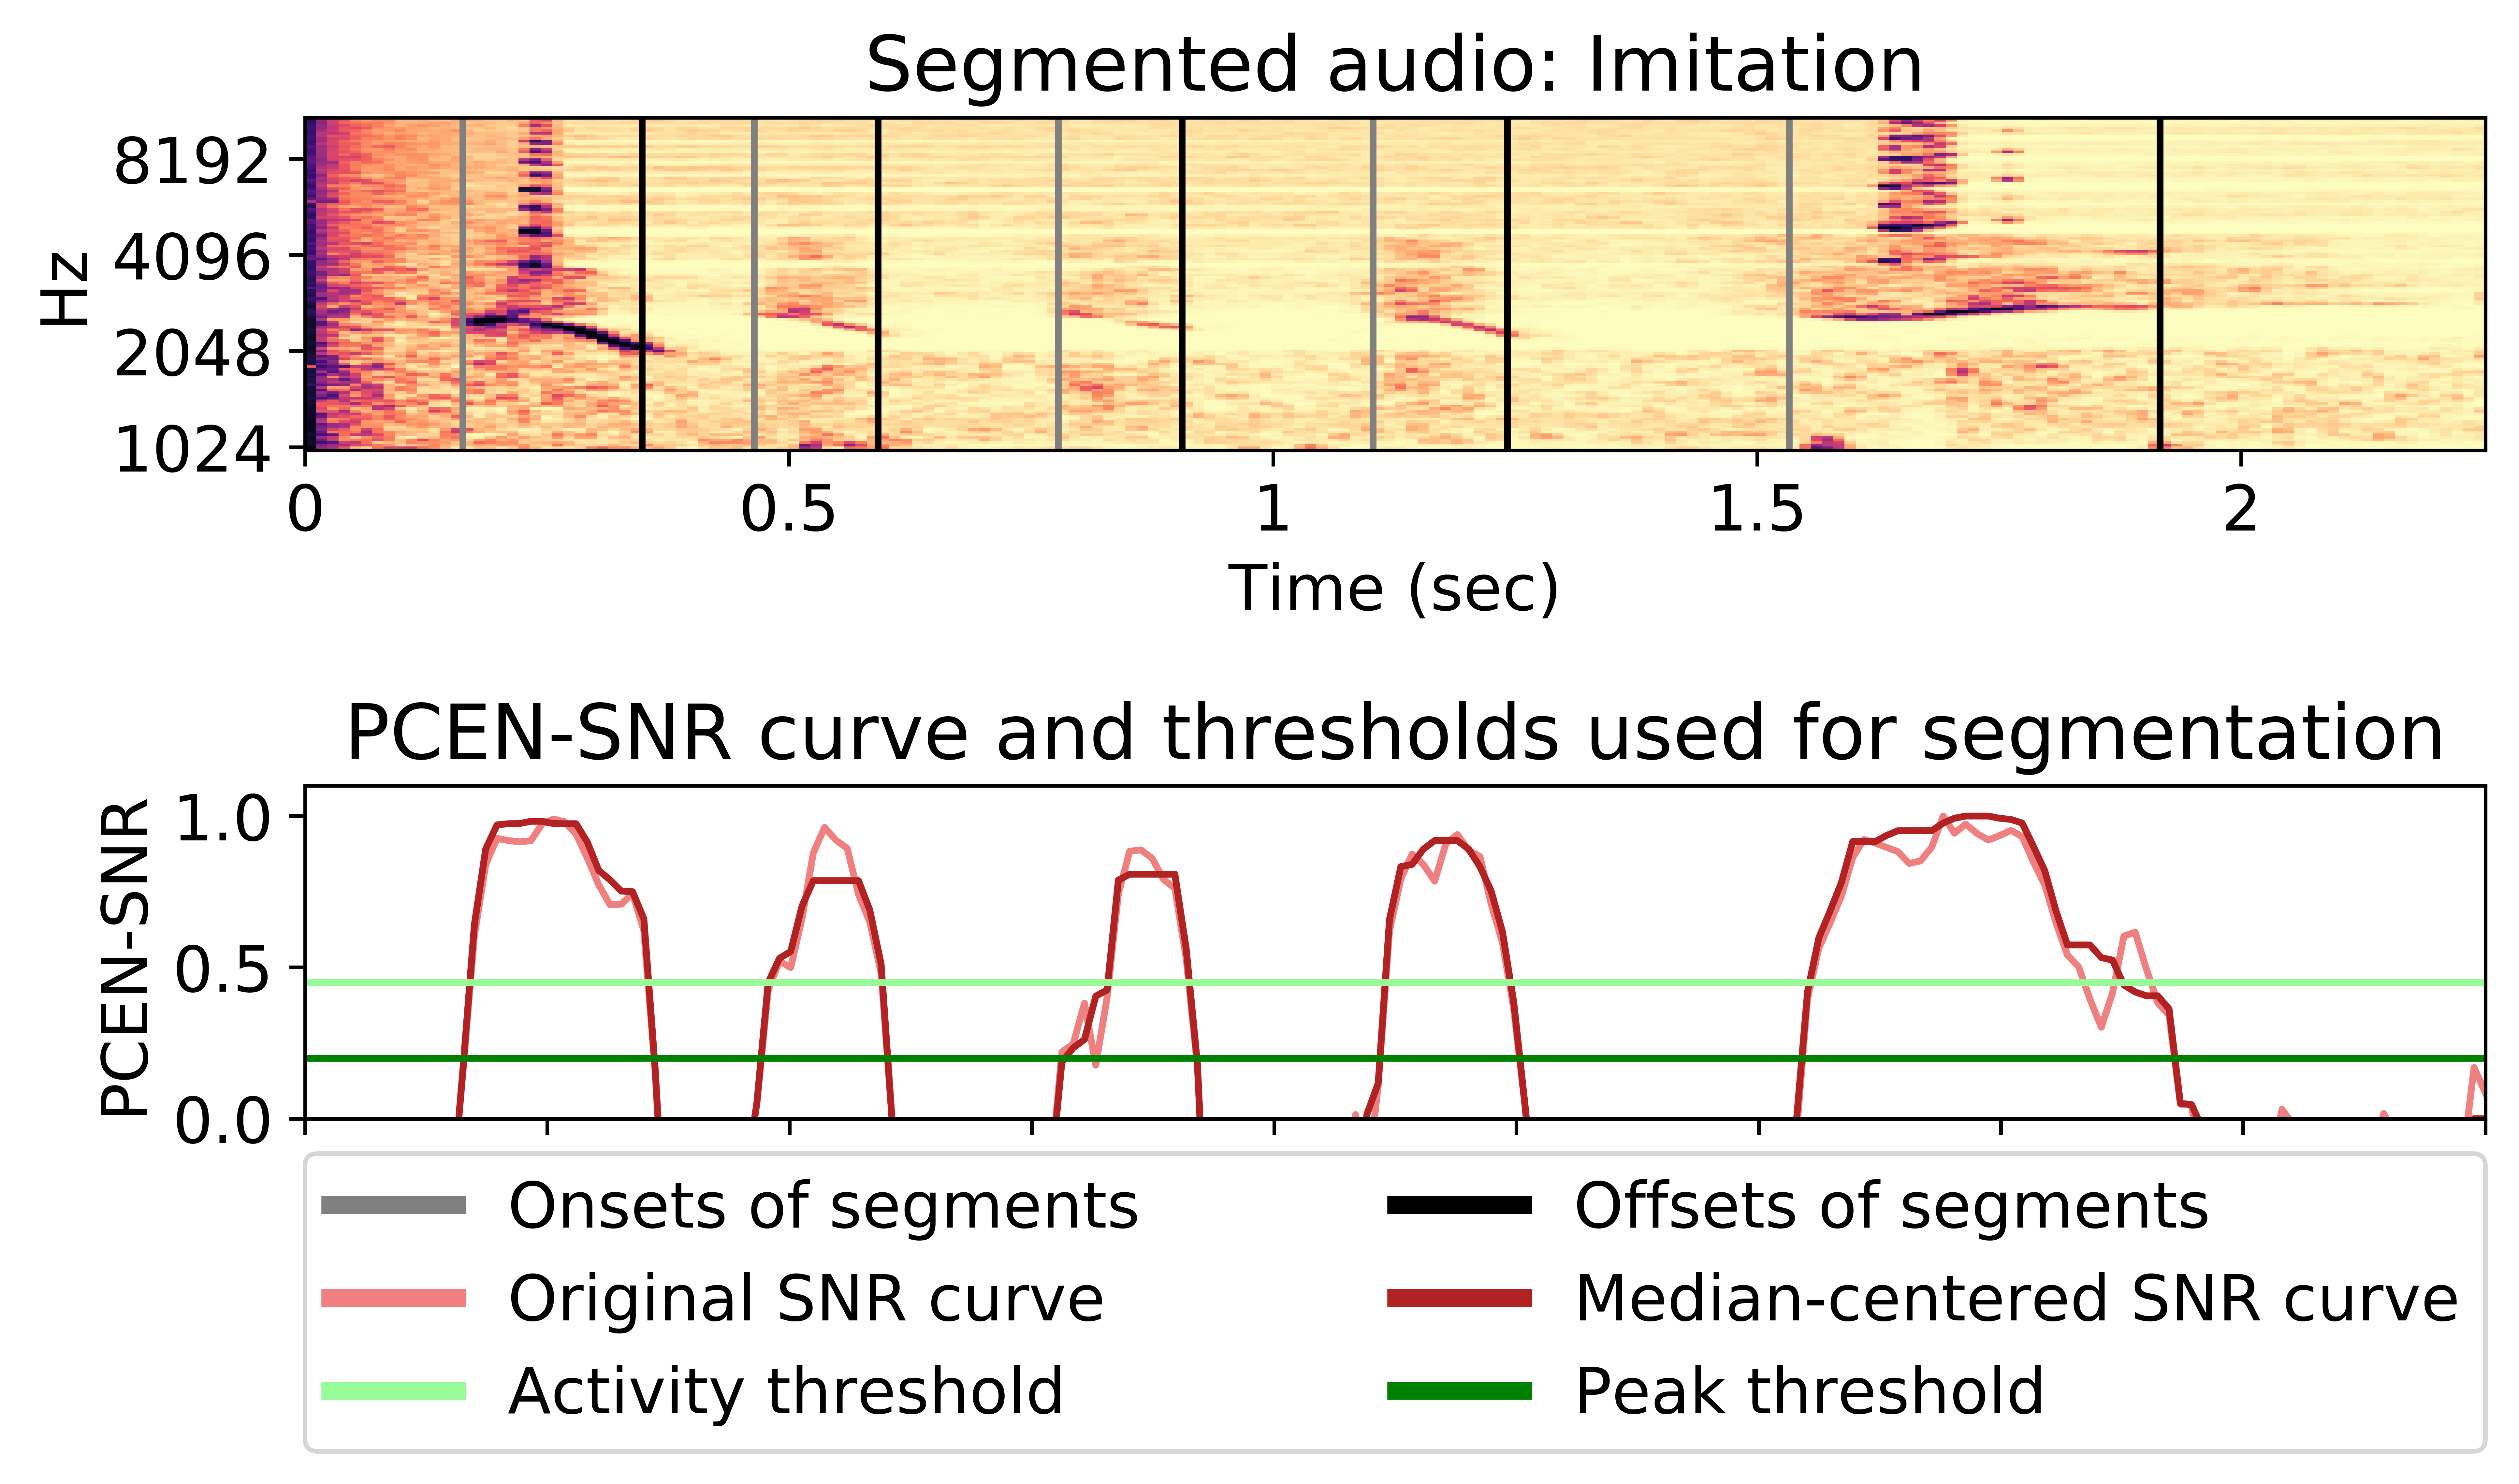 Segmented audio: Imitation
Hz
8192
4096
2048
1024
0 0.5 1 1.5 2
Time (sec)
PCEN-SNR curve and thresholds used for segmentation
PCEN-SNR
1.0
0.5
0.0
Onsets of segments
Offsets of segments
Original SNR curve
Median-centered SNR curve
Activity threshold
Peak threshold